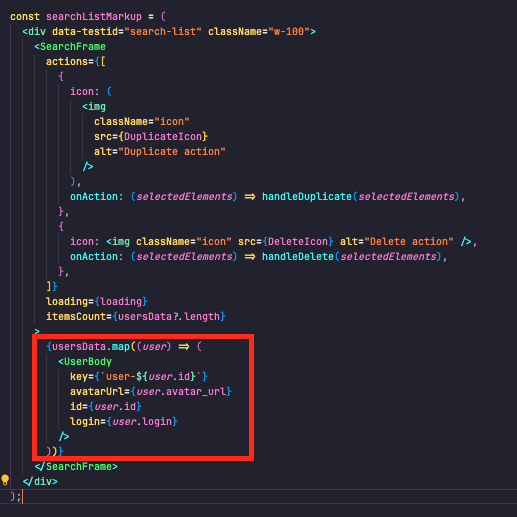 const searchListMarkup = (
<div data-testid="search-list" className="w-100">
<SearchFrame
actions={[
{
icon: (
<img
className="icon"
src={DuplicateIcon}
alt="Duplicate action"
/>
),
onAction: (selectedElements) => handleDuplicate(selectedElements),
},
{
icon: <img className="icon" src={DeleteIcon} alt="Delete action" />,
onAction: (selectedElements) => handleDelete(selectedElements),
},
]}
loading={loading}
itemsCount={usersData?.length}
>
{usersData.map((user) => (
<UserBody
key={`user-${user.id}`}
avatarUrl={user.avatar_url}
id={user.id}
login={user.login}
/>
))}
</SearchFrame>
</div>
);